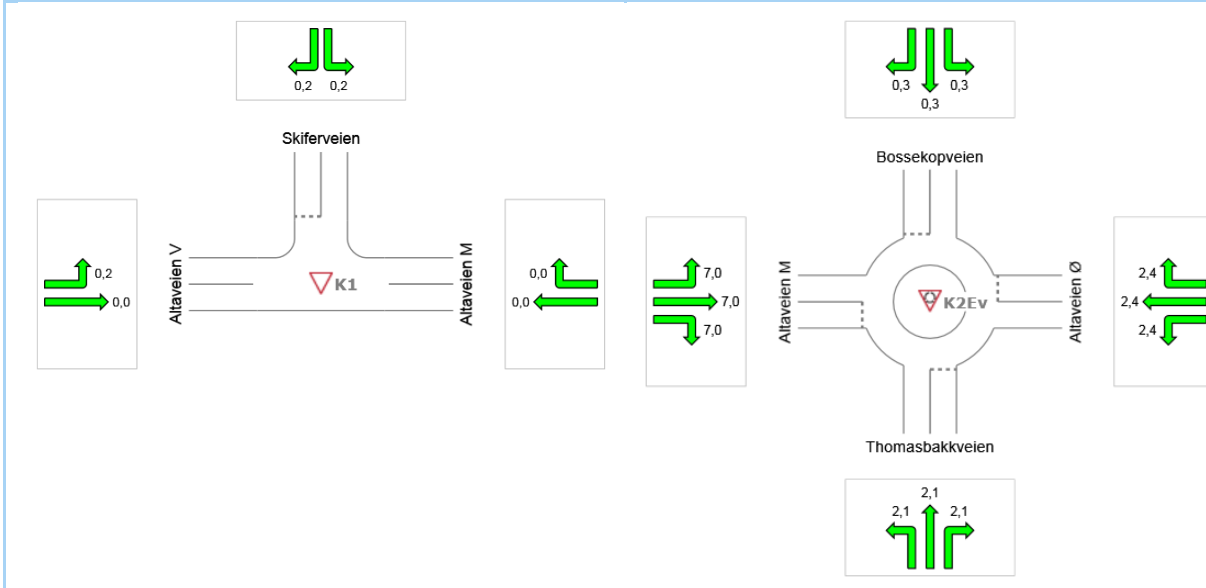 0,2 0,2
Skiferveien
Altaveien V
0,2
0,0
K1
Altaveien M
0,0
0,0
0,3 0,3
0,3
Bossekopveien
Altaveien M
7,0
7,0
7,0
K2Ev
Altaveien Ø
2,4
2,4
2,4
Thomasbakkveien
2,1
2,1 2,1